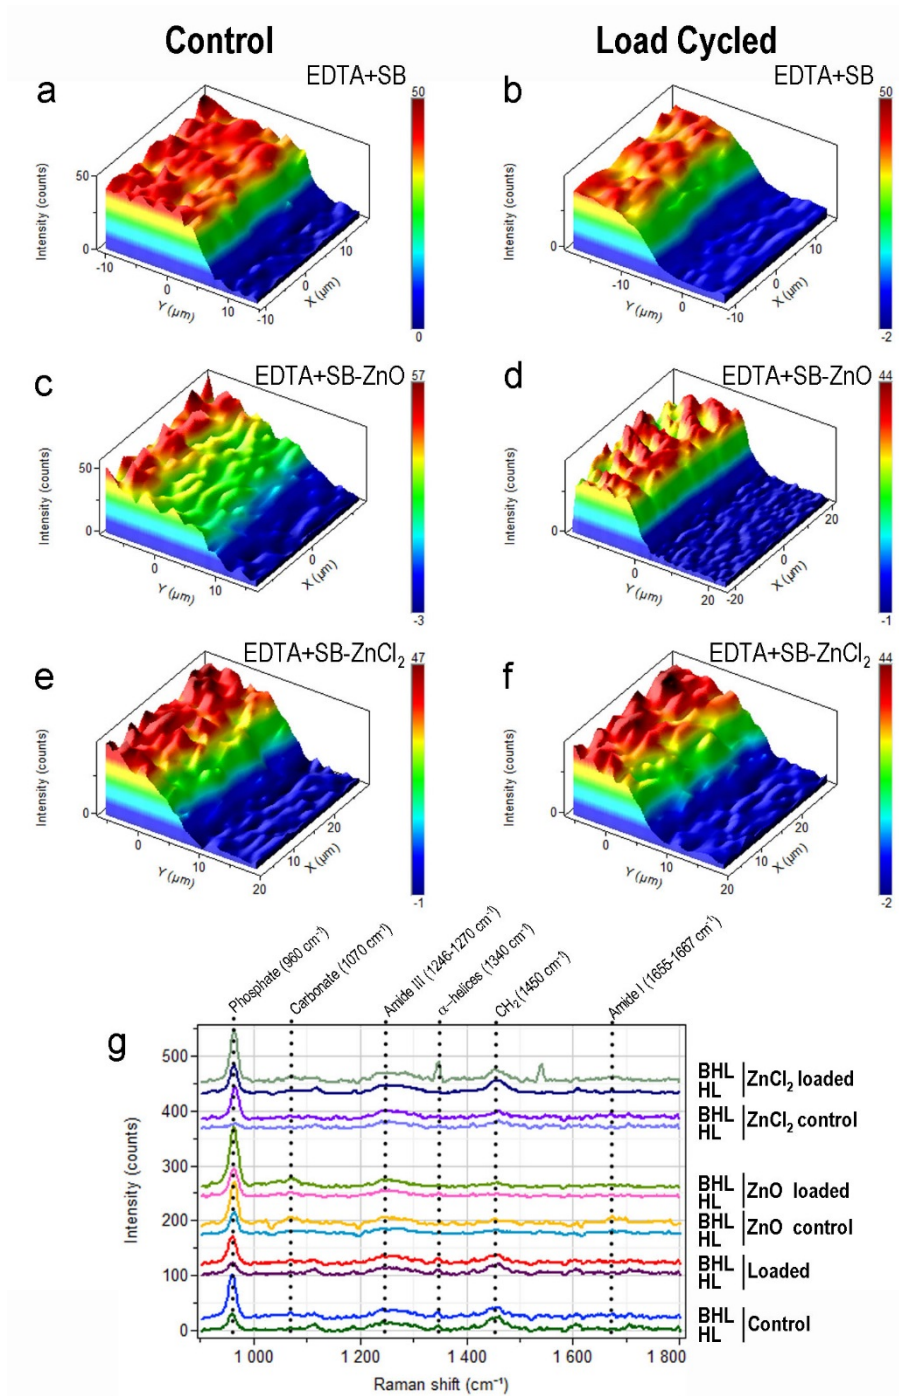 Control
Load Cycled
a
EDTA+SB
50
Intensity (counts)
50
0
-10
0
10
Y (µm)
-10
0
10
X (µm)
0
b
EDTA+SB
50
Intensity (counts)
0
-10
0
Y (µm)
-10
0
10
X (µm)
-2
c
EDTA+SB-ZnO
57
Intensity (counts)
50
0
0
10
Y (µm)
0
X (µm)
-3
d
EDTA+SB-ZnO
44
Intensity (counts)
0
0
20
Y (µm)
-20
0
20
X (µm)
-1
e
EDTA+SB-ZnCl₂
47
Intensity (counts)
0
0
10
20
Y (µm)
10
20
X (µm)
-1
f
EDTA+SB-ZnCl₂
44
Intensity (counts)
0
0
10
20
Y (µm)
10
20
X (µm)
-2
g
Phosphate (960 cm⁻¹)
Carbonate (1070 cm⁻¹)
Amide III (1246-1270 cm⁻¹)
α–helices (1340 cm⁻¹)
CH₂ (1450 cm⁻¹)
Amide I (1655-1667 cm⁻¹)
Intensity (counts)
500
400
300
200
100
0
1 000
1 200
1 400
1 600
1 800
Raman shift (cm⁻¹)
BHL
HL
ZnCl₂ loaded
BHL
HL
ZnCl₂ control
BHL
HL
ZnO loaded
BHL
HL
ZnO control
BHL
HL
Loaded
BHL
HL
Control